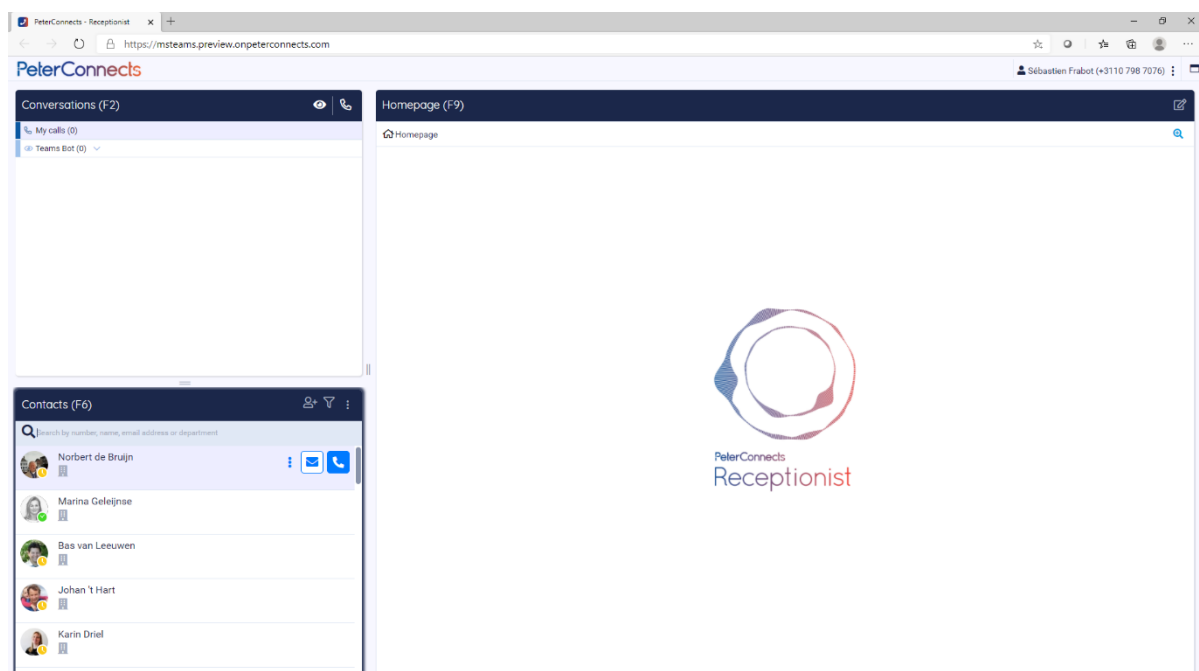 PeterConnects - Receptionist
https://msteams.preview.onpeterconnects.com
PeterConnects
Sébastien Frabot (+3110 798 7076)
Conversations (F2)
My calls (0)
Teams Bot (0)
Homepage (F9)
Homepage
PeterConnects
Receptionist
Contacts (F6)
Search by number, name, email address or department
Norbert de Bruijn
Marina Geleijnse
Bas van Leeuwen
Johan 't Hart
Karin Driel